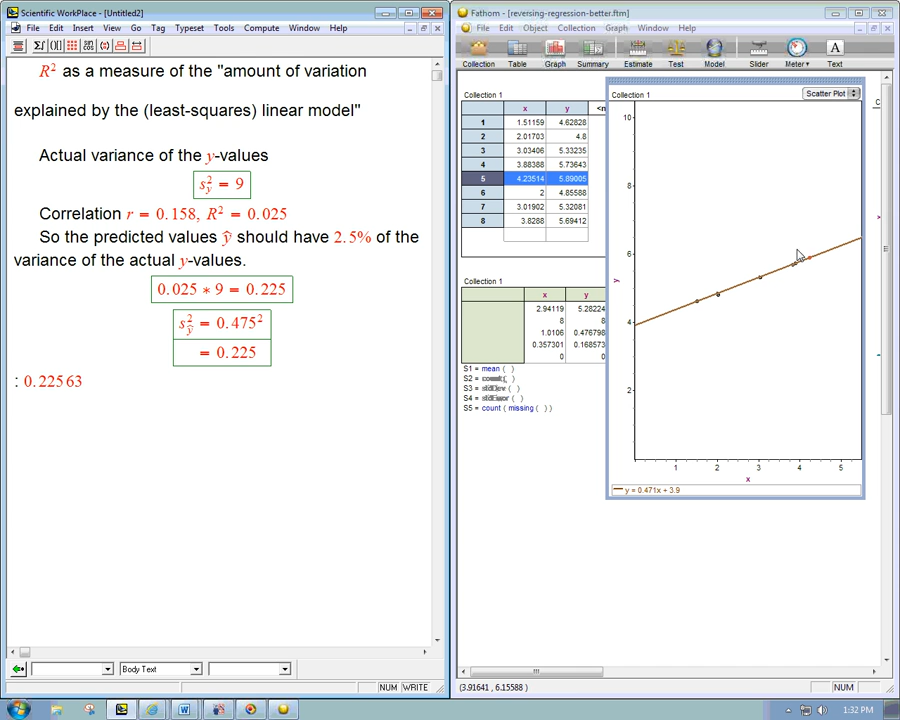 Scientific WorkPlace - [Untitled2]
File Edit Insert View Go Tag Typeset Tools Compute Window Help
R² as a measure of the "amount of variation
explained by the (least-squares) linear model"
Actual variance of the y-values
s_y² = 9
Correlation r = 0.158, R² = 0.025
So the predicted values ŷ should have 2.5% of the
variance of the actual y-values.
0.025 * 9 = 0.225
s_ŷ² = 0.475²
= 0.225
: 0.22563
Body Text
NUM WRITE
Fathom - [reversing-regression-better.ftm]
File Edit Object Collection Graph Window Help
Collection Table Graph Summary Estimate Test Model Slider Meter Text
Collection 1
x y <n
1 1.51159 4.62828
2 2.01703 4.8
3 3.03406 5.33235
4 3.88388 5.73643
5 4.23514 5.89005
6 2 4.85588
7 3.01902 5.32081
8 3.8288 5.69412
Collection 1
x y
2.94119 5.28224
8 8
1.0106 0.476798
0.357301 0.168573
0 0
S1 = mean ( )
S2 = count ( )
S3 = stdDev ( )
S4 = stdError ( )
S5 = count ( missing ( ) )
Collection 1
Scatter Plot
10
8
6
4
2
y
1 2 3 4 5
x
y = 0.471x + 3.9
C
x
(3.91641, 6.15588 )
NUM
1:32 PM